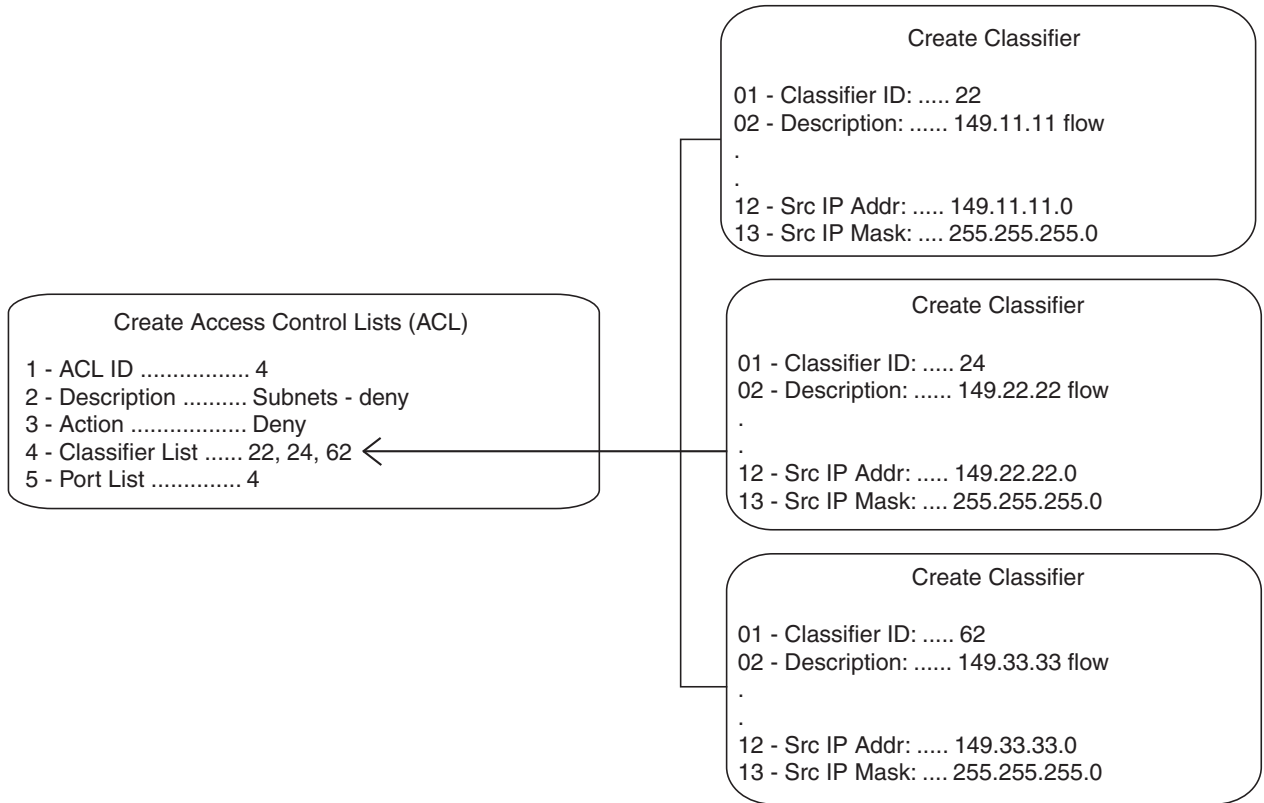 Create Classifier
01 - Classifier ID: ..... 22
02 - Description: ...... 149.11.11 flow
.
.
12 - Src IP Addr: ..... 149.11.11.0
13 - Src IP Mask: .... 255.255.255.0
Create Access Control Lists (ACL)
1 - ACL ID ................. 4
2 - Description .......... Subnets - deny
3 - Action .................. Deny
4 - Classifier List ...... 22, 24, 62
5 - Port List .............. 4
Create Classifier
01 - Classifier ID: ..... 24
02 - Description: ...... 149.22.22 flow
.
.
12 - Src IP Addr: ..... 149.22.22.0
13 - Src IP Mask: .... 255.255.255.0
Create Classifier
01 - Classifier ID: ..... 62
02 - Description: ...... 149.33.33 flow
.
.
12 - Src IP Addr: ..... 149.33.33.0
13 - Src IP Mask: .... 255.255.255.0